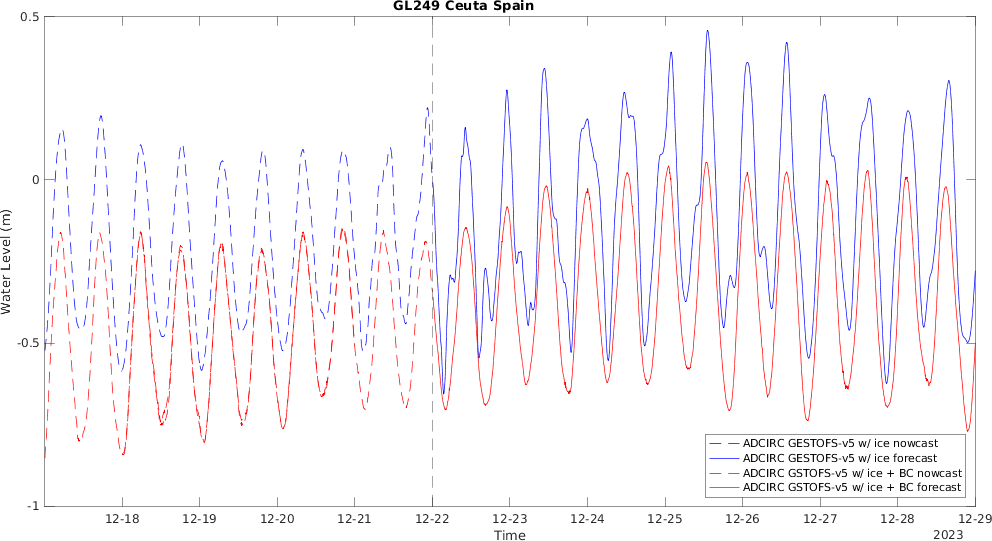 GL249 Ceuta Spain
0.5
0
-0.5
-1
Water Level (m)
12-18 12-19 12-20 12-21 12-22 12-23 12-24 12-25 12-26 12-27 12-28 12-29
Time
2023
ADCIRC GESTOFS-v5 w/ ice nowcast
ADCIRC GESTOFS-v5 w/ ice forecast
ADCIRC GSTOFS-v5 w/ ice + BC nowcast
ADCIRC GSTOFS-v5 w/ ice + BC forecast